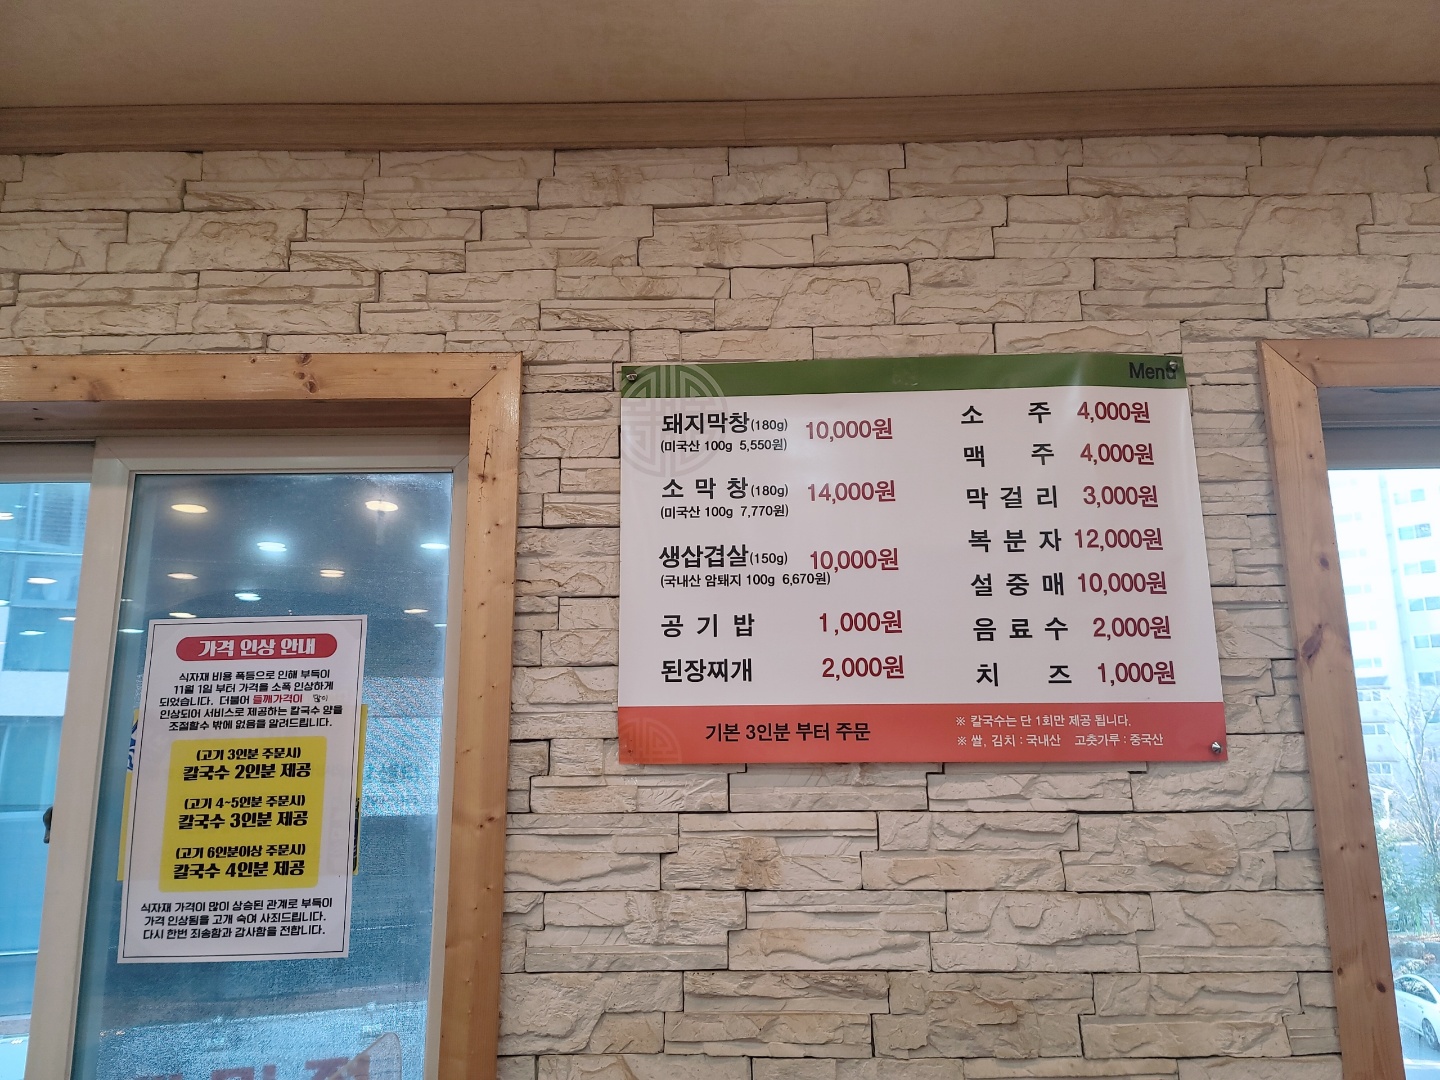 가격 인상 안내
식자재 비용 폭등으로 인해 부득이
11월 1일 부터 가격을 소폭 인상하게
되었습니다. 더불어 들깨가격이 많이
인상되어 서비스로 제공하는 칼국수 양을
조절할수 밖에 없음을 알려드립니다.
(고기 3인분 주문시)
칼국수 2인분 제공
(고기 4~5인분 주문시)
칼국수 3인분 제공
(고기 6인분이상 주문시)
칼국수 4인분 제공
식자재 가격이 많이 상승된 관계로 부득이
가격 인상됨을 고개 숙여 사죄드립니다.
다시 한번 죄송함과 감사함을 전합니다.
Menu
돼지막창(180g) 10,000원
(미국산 100g 5,550원)
소 막 창(180g) 14,000원
(미국산 100g 7,770원)
생삼겹살(150g) 10,000원
(국내산 암돼지 100g 6,670원)
공 기 밥 1,000원
된장찌개 2,000원
소 주 4,000원
맥 주 4,000원
막 걸 리 3,000원
복 분 자 12,000원
설 중 매 10,000원
음 료 수 2,000원
치 즈 1,000원
기본 3인분 부터 주문
※ 칼국수는 단 1회만 제공 됩니다.
※ 쌀, 김치 : 국내산 고춧가루 : 중국산